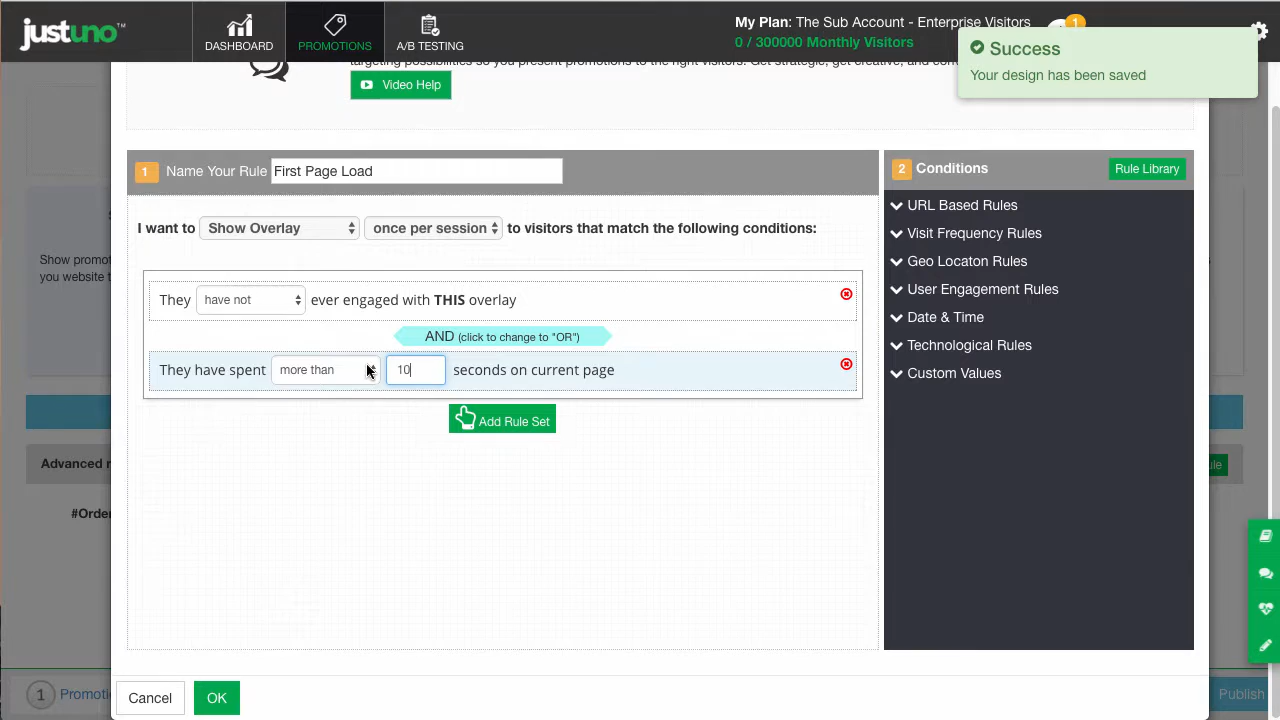 justuno™
DASHBOARD
PROMOTIONS
A/B TESTING
My Plan: The Sub Account - Enterprise Visitors
0 / 300000 Monthly Visitors
1
Success
Your design has been saved
targeting possibilities so you present promotions to the right visitors. Get strategic, get creative, and
Video Help
1 Name Your Rule First Page Load
2 Conditions
Rule Library
I want to Show Overlay once per session to visitors that match the following conditions:
They have not ever engaged with THIS overlay
AND (click to change to "OR")
They have spent more than 10 seconds on current page
Add Rule Set
URL Based Rules
Visit Frequency Rules
Geo Locaton Rules
User Engagement Rules
Date & Time
Technological Rules
Custom Values
Show promo
you website t
Advanced r
#Order
Cancel
OK
1 Promoti
Publish